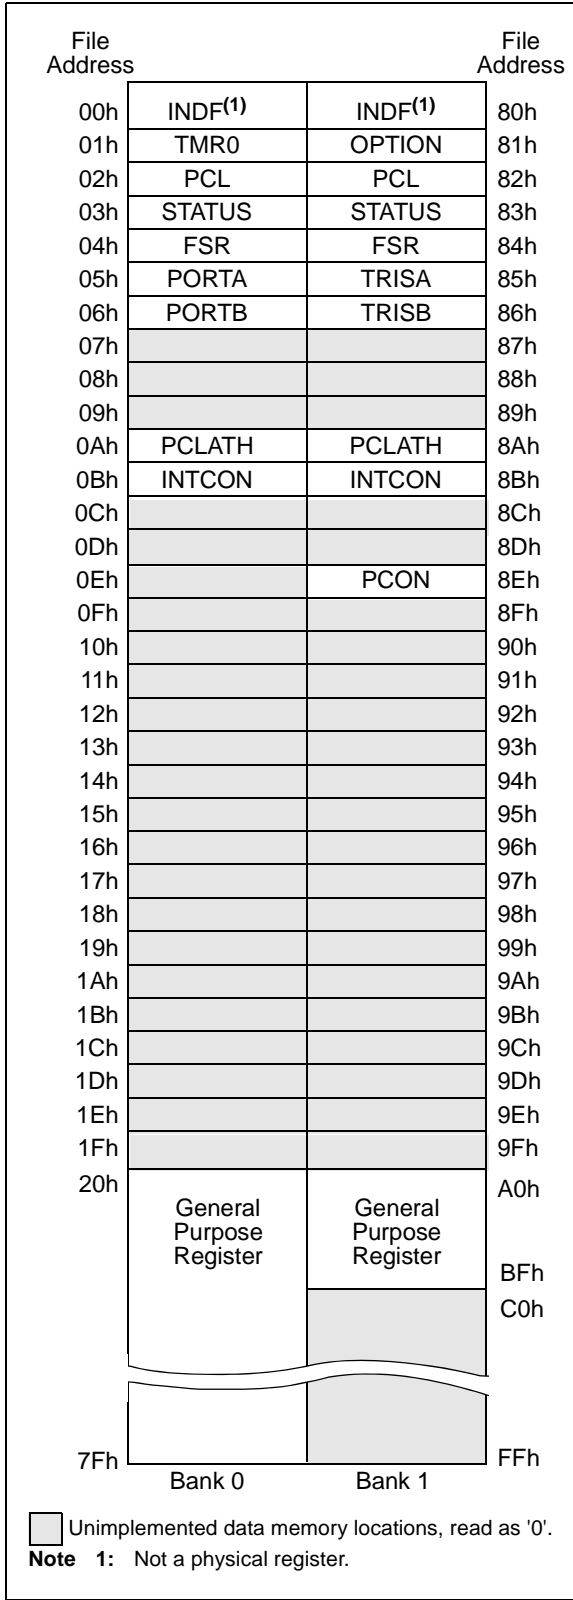 File Address File Address
00h INDF(1) INDF(1) 80h
01h TMR0 OPTION 81h
02h PCL PCL 82h
03h STATUS STATUS 83h
04h FSR FSR 84h
05h PORTA TRISA 85h
06h PORTB TRISB 86h
07h 87h
08h 88h
09h 89h
0Ah PCLATH PCLATH 8Ah
0Bh INTCON INTCON 8Bh
0Ch 8Ch
0Dh 8Dh
0Eh PCON 8Eh
0Fh 8Fh
10h 90h
11h 91h
12h 92h
13h 93h
14h 94h
15h 95h
16h 96h
17h 97h
18h 98h
19h 99h
1Ah 9Ah
1Bh 9Bh
1Ch 9Ch
1Dh 9Dh
1Eh 9Eh
1Fh 9Fh
20h A0h
General General
Purpose Purpose
Register Register
BFh
C0h
7Fh FFh
Bank 0 Bank 1
Unimplemented data memory locations, read as '0'.
Note 1: Not a physical register.